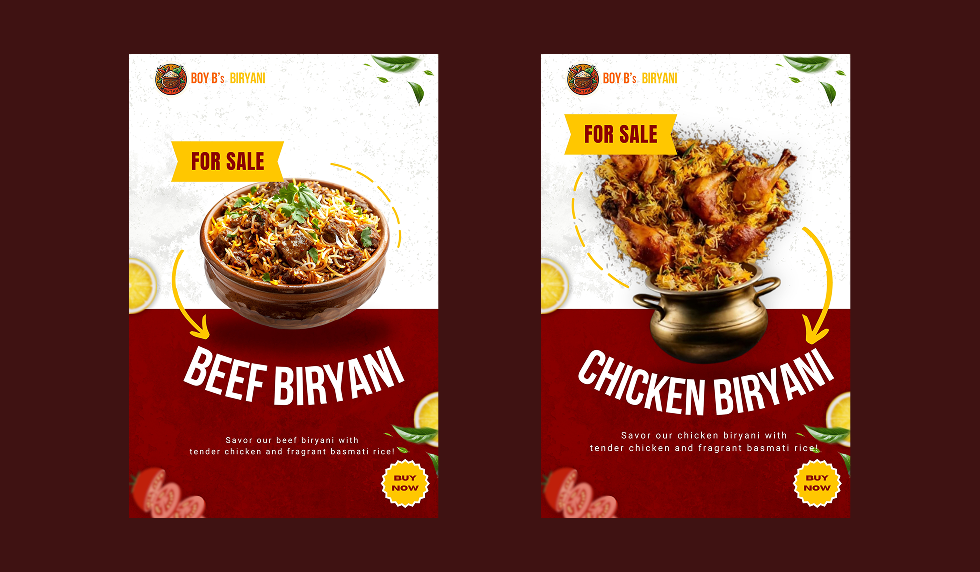 BOY B's BIRYANI
FOR SALE
BEEF BIRYANI
Savor our beef biryani with
tender chicken and fragrant basmati rice!
BUY
NOW
BOY B's BIRYANI
FOR SALE
CHICKEN BIRYANI
Savor our chicken biryani with
tender chicken and fragrant basmati rice!
BUY
NOW